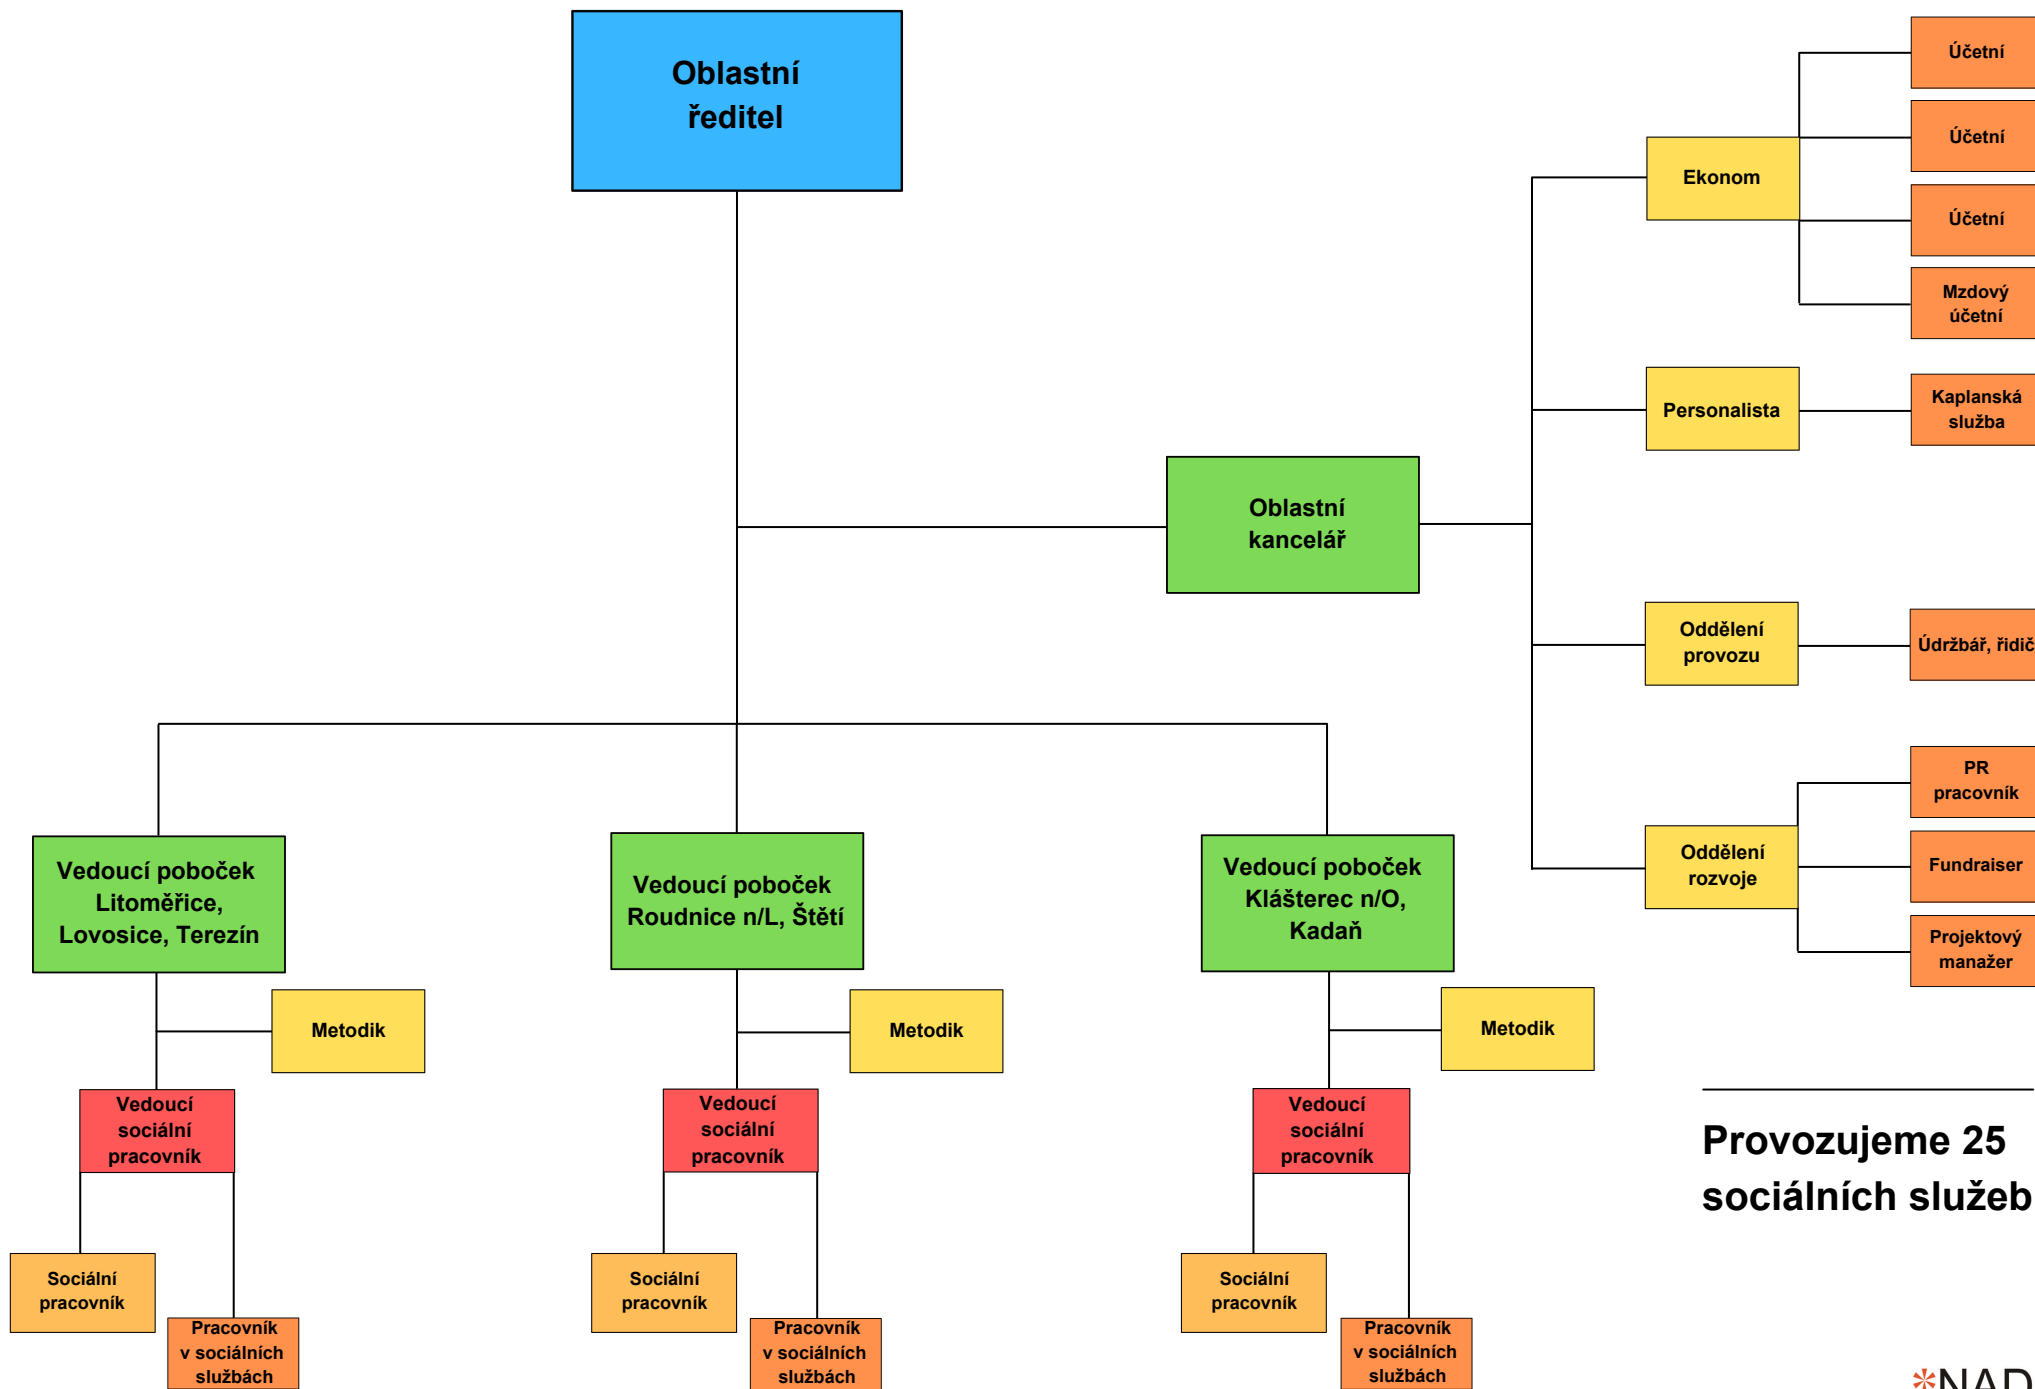 Oblastní
ředitel
Účetní
Účetní
Ekonom
Účetní
Mzdový
účetní
Personalista
Kaplanská
služba
Oblastní
kancelář
Oddělení
provozu
Údržbář, řidič
PR
pracovník
Oddělení
rozvoje
Fundraiser
Projektový
manažer
Vedoucí poboček
Litoměřice,
Lovosice, Terezín
Vedoucí poboček
Roudnice n/L, Štětí
Vedoucí poboček
Klášterec n/O,
Kadaň
Metodik
Metodik
Metodik
Vedoucí
sociální
pracovník
Vedoucí
sociální
pracovník
Vedoucí
sociální
pracovník
Sociální
pracovník
Pracovník
v sociálních
službách
Sociální
pracovník
Pracovník
v sociálních
službách
Sociální
pracovník
Pracovník
v sociálních
službách
Provozujeme 25
sociálních služeb
NAD